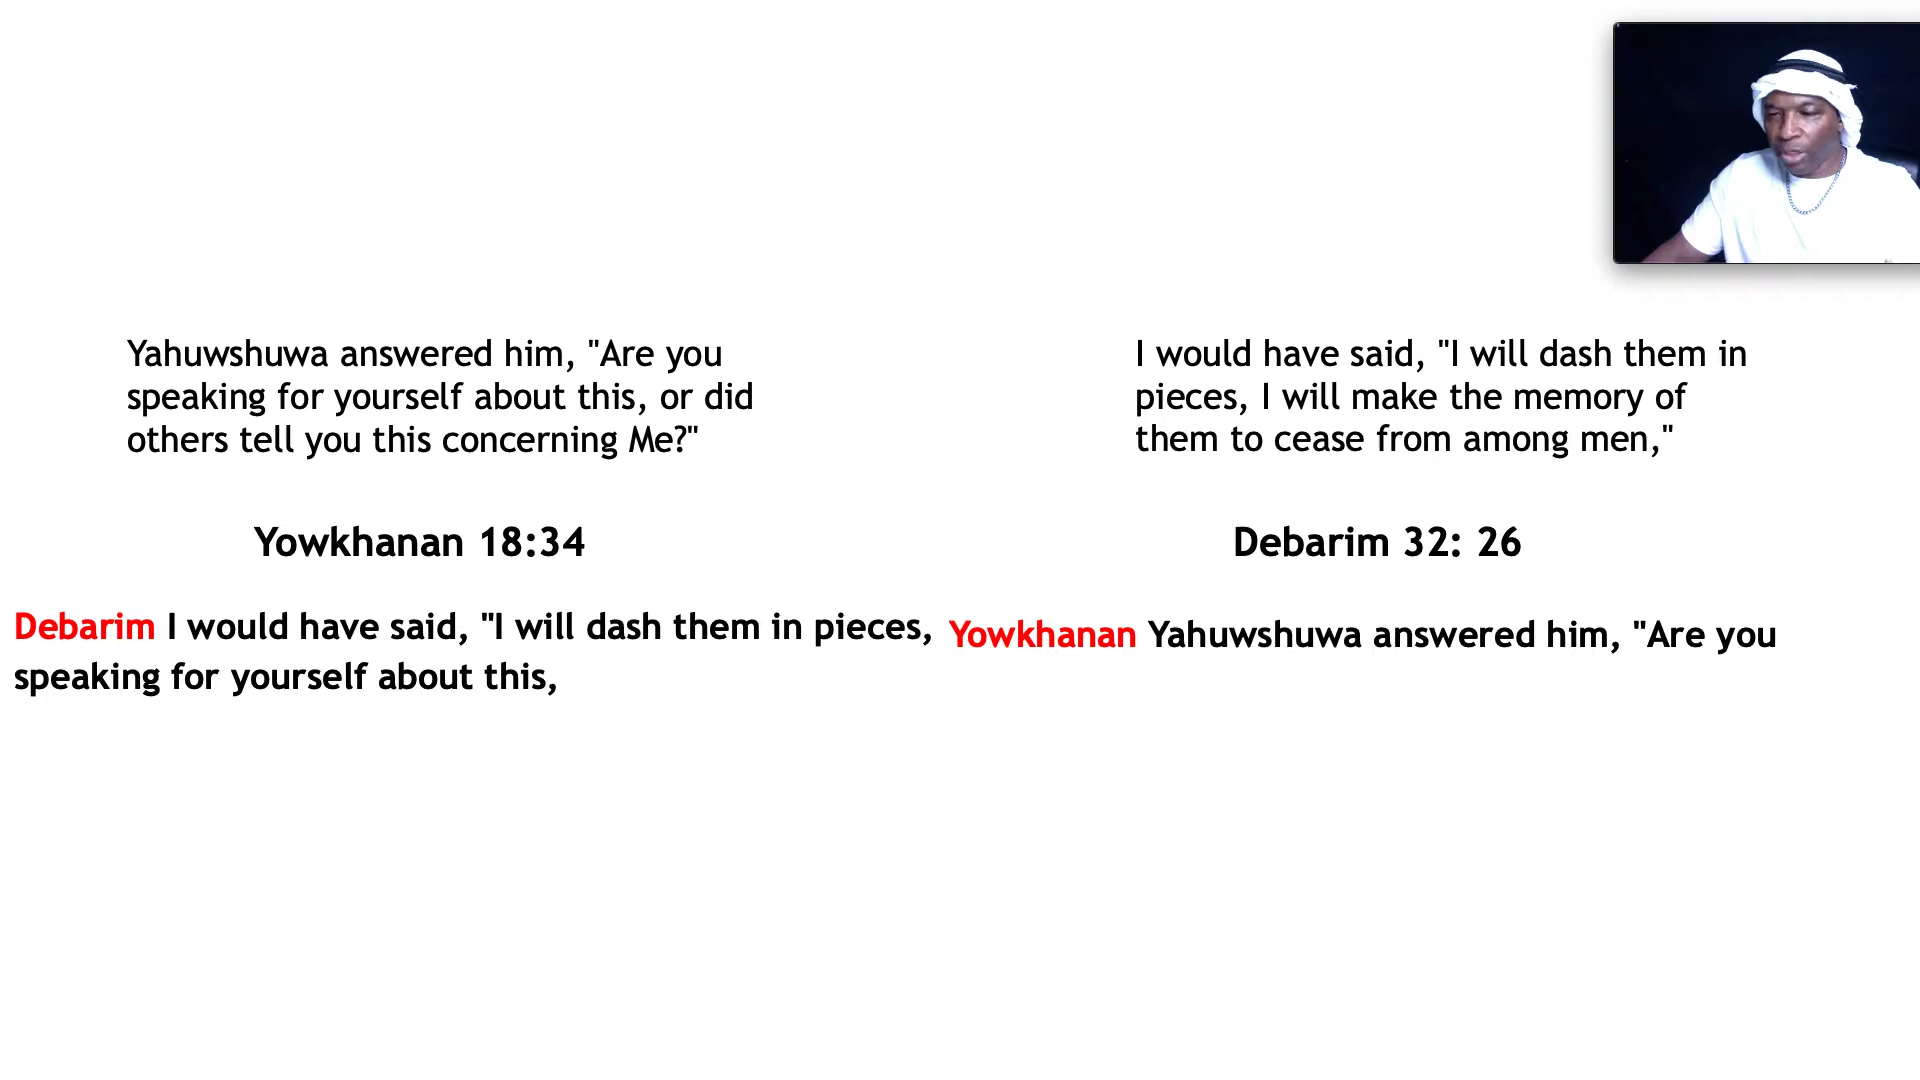 Yahuwshuwa answered him, "Are you
speaking for yourself about this, or did
others tell you this concerning Me?"
Yowkhanan 18:34
I would have said, "I will dash them in
pieces, I will make the memory of
them to cease from among men,"
Debarim 32: 26
Debarim I would have said, "I will dash them in pieces, Yowkhanan Yahuwshuwa answered him, "Are you
speaking for yourself about this,